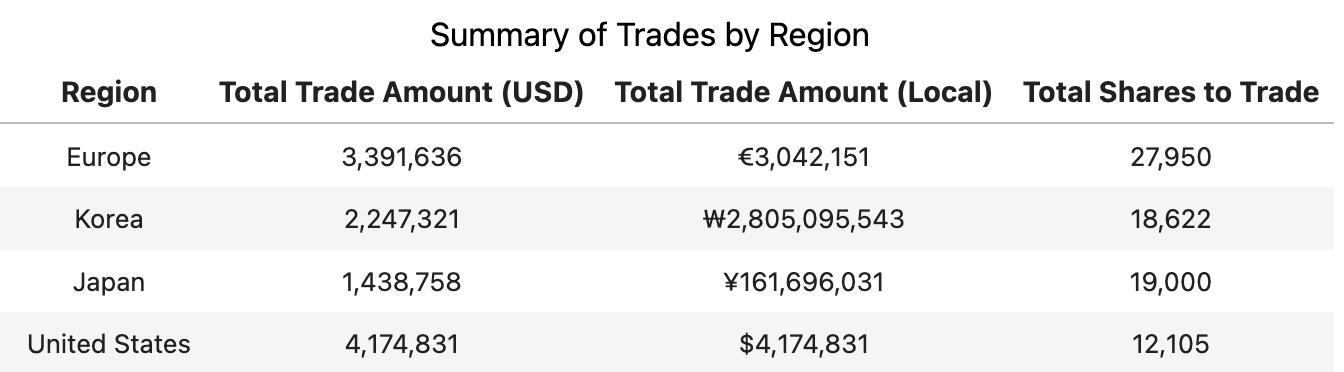 Summary of Trades by Region
Region Total Trade Amount (USD) Total Trade Amount (Local) Total Shares to Trade
Europe 3,391,636 €3,042,151 27,950
Korea 2,247,321 ₩2,805,095,543 18,622
Japan 1,438,758 ¥161,696,031 19,000
United States 4,174,831 $4,174,831 12,105